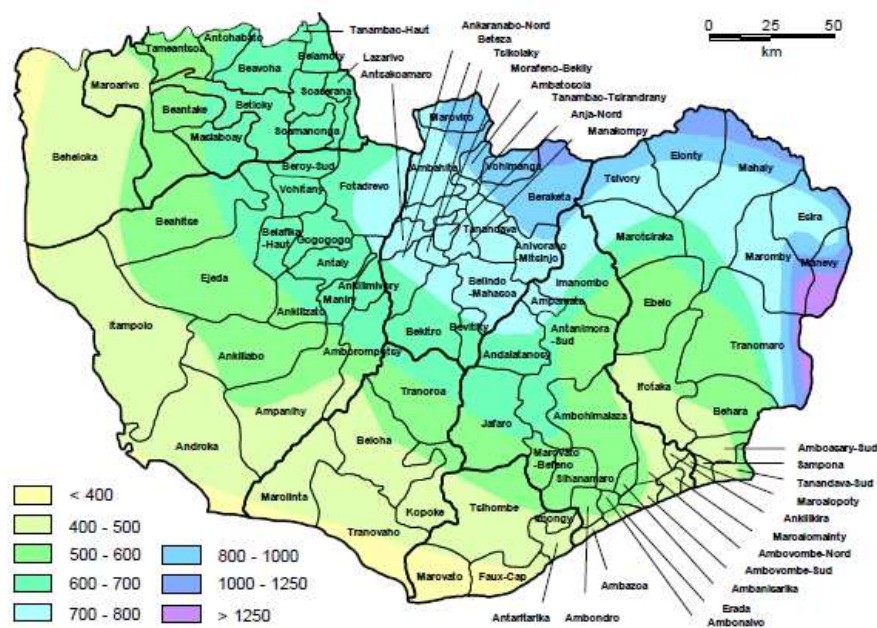 Tanambao-Haut
Ankaranabo-Nord
Beteza
Tsikolaky
Morafeno-Bekily
Ambatosola
Tanambao-Tsirandrany
Anja-Nord
Manakompy
Lazarivo
Antsakoamaro
0 25 50
km
Antohabato
Tameantsoa
Beavoha
Belamoty
Maroarivo
Soaserana
Beantake
Beticky
Masiaboay
Soamanonga
Maroviro
Beheloka
Beroy-Sud
Ambahita
Vohimanga
Elonty
Mahaly
Vohitany
Fotadrevo
Beraketa
Tsivory
Beahitse
Belafika
-Haut
Gogogogo
Tanandava
Marotsiraka
Esira
Antaly
Anivorano
-Mitsinjo
Maromby
Manevy
Ejeda
Ankilimivory
Maniry
Belindo
-Mahasoa
Imanombo
Ampamata
Ebelo
Itampolo
Ankilizato
Bekitro
Bevitiky
Antanimora
-Sud
Tranomaro
Ankiliabo
Amborompotsy
Andalatanosy
Tranoroa
Ifotaka
Ampanihy
Beloha
Jafaro
Ambohimalaza
Behara
Androka
Marovato
-Befeno
Sihanamaro
Amboasary-Sud
Sampona
Tanandava-Sud
Maroalopoty
Ankilikira
Maroalomainty
Ambovombe-Nord
Ambovombe-Sud
Ambanisarika
Erada
Ambonaivo
Marolinta
Kopoke
Tsihombe
Imongy
Tranovaho
Marovato
Faux-Cap
Ambazoa
Antaritarika
Ambondro
< 400
400 - 500
500 - 600
600 - 700
700 - 800
800 - 1000
1000 - 1250
> 1250